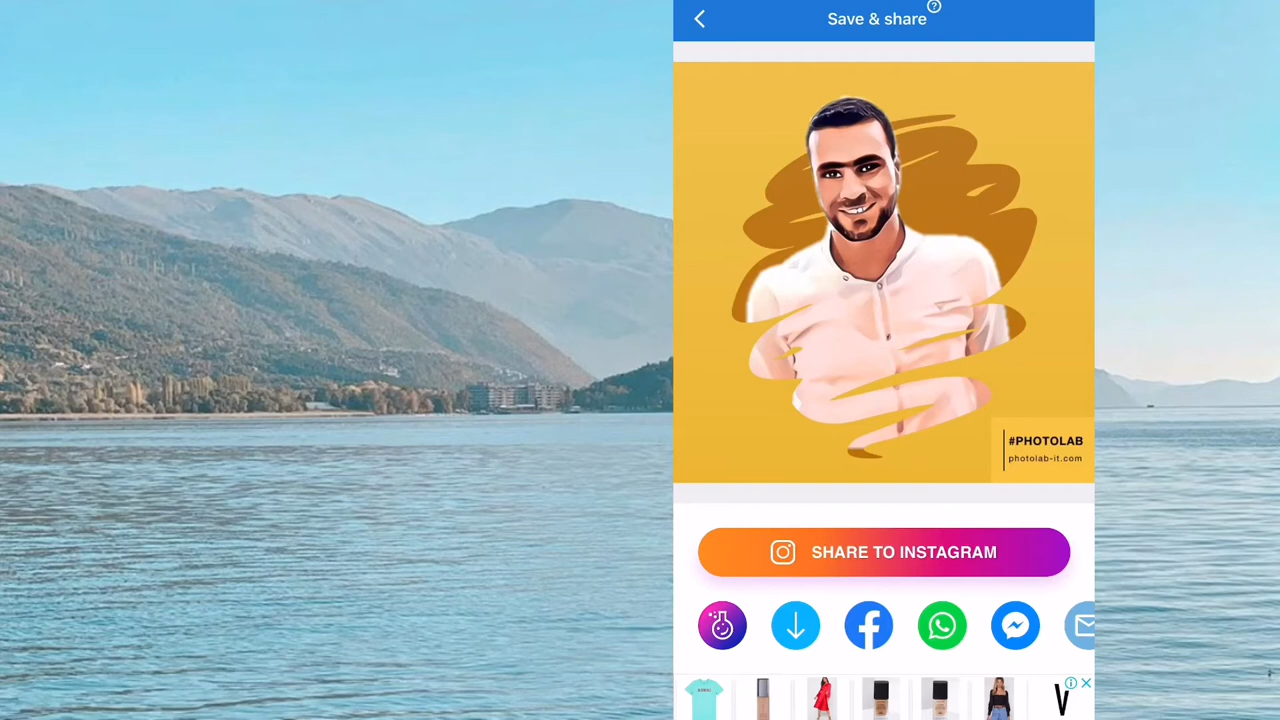 Save & share
#PHOTOLAB
photolab-it.com
SHARE TO INSTAGRAM
V